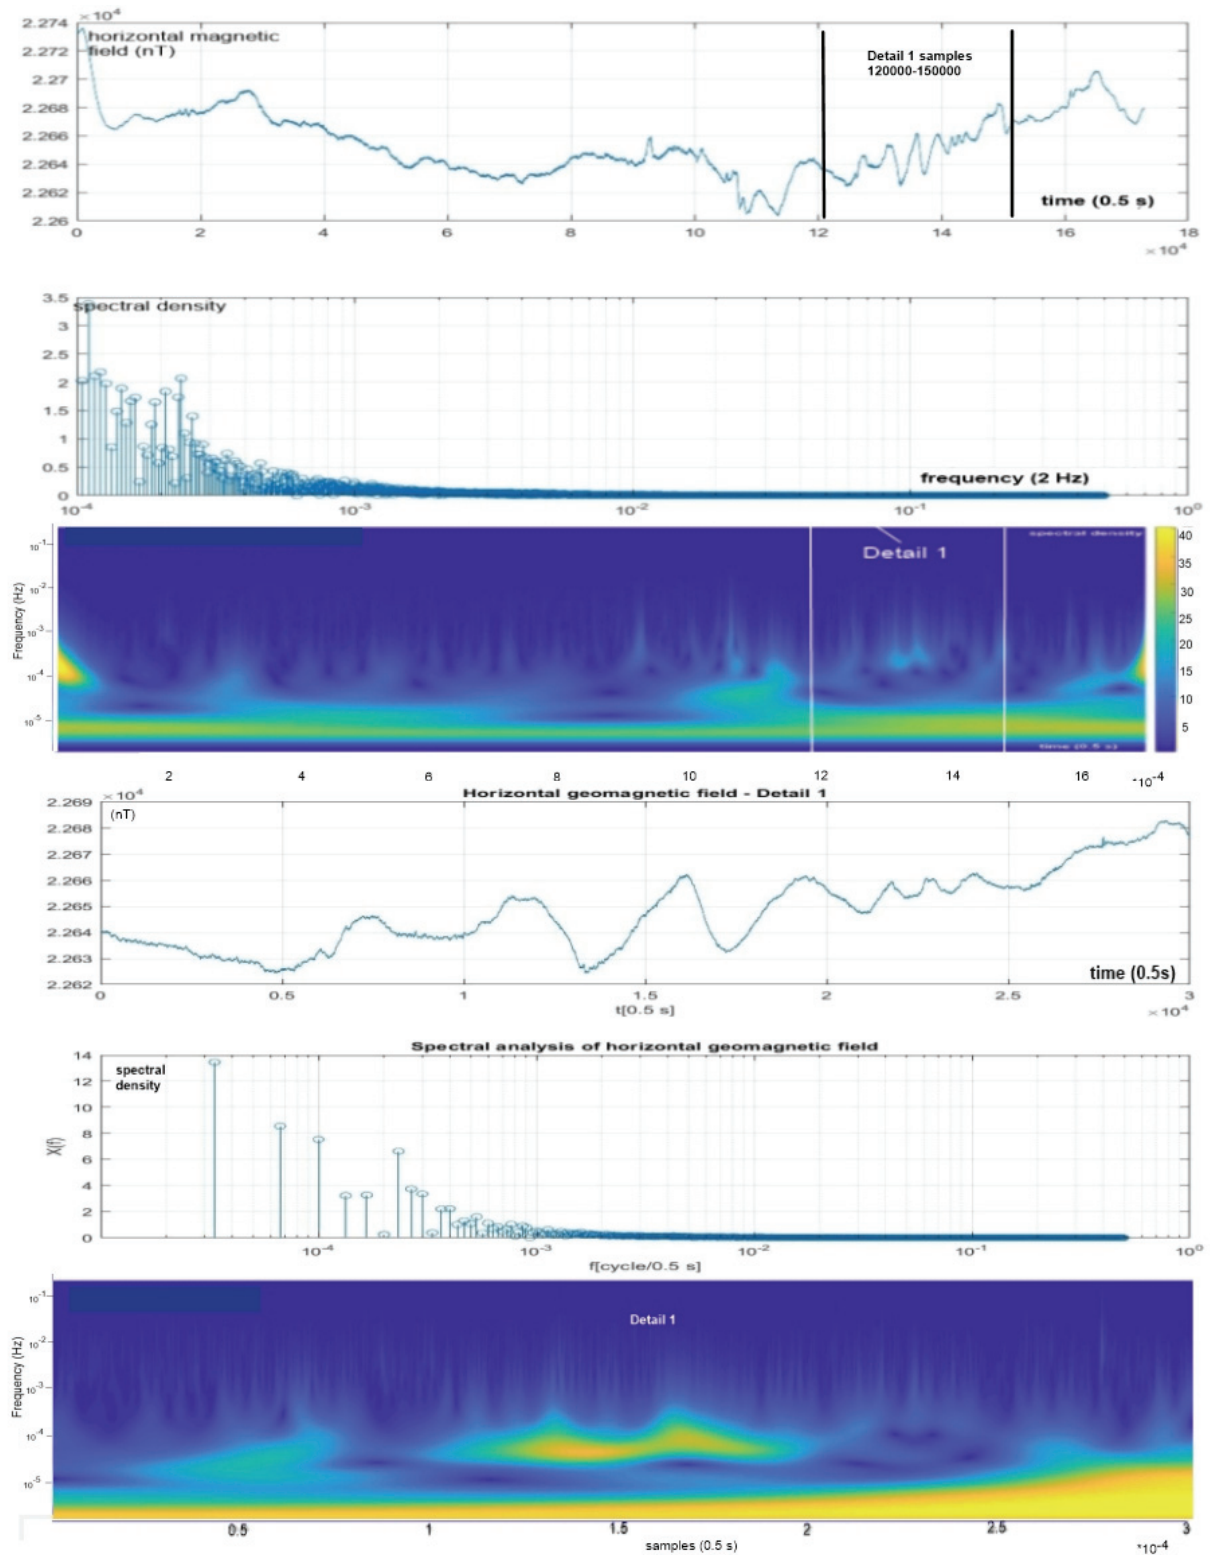 ×10⁴
2.274
2.272
2.27
2.268
2.266
2.264
2.262
2.26
horizontal magnetic
field (nT)
Detail 1 samples
120000-150000
time (0.5 s)
0 2 4 6 8 10 12 14 16 18
×10⁴
3.5
3
2.5
2
1.5
1
0.5
0
spectral density
frequency (2 Hz)
10⁻⁴ 10⁻³ 10⁻² 10⁻¹ 10⁰
Frequency (Hz)
10⁻¹
10⁻²
10⁻³
10⁻⁴
10⁻⁵
Detail 1
spectral density
time (0.5 s)
40
35
30
25
20
15
10
5
2 4 6 8 10 12 14 16 *10⁻⁴
×10⁴
Horizontal geomagnetic field - Detail 1
(nT)
2.269
2.268
2.267
2.266
2.265
2.264
2.263
2.262
time (0.5s)
0 0.5 1 1.5 2 2.5 3
t[0.5 s]
×10⁴
Spectral analysis of horizontal geomagnetic field
spectral
density
X(f)
14
12
10
8
6
4
2
0
10⁻⁴ 10⁻³ 10⁻² 10⁻¹ 10⁰
f[cycle/0.5 s]
Frequency (Hz)
10⁻¹
10⁻²
10⁻³
10⁻⁴
10⁻⁵
Detail 1
0.5 1 1.5 2 2.5 3
samples (0.5 s)
*10⁻⁴